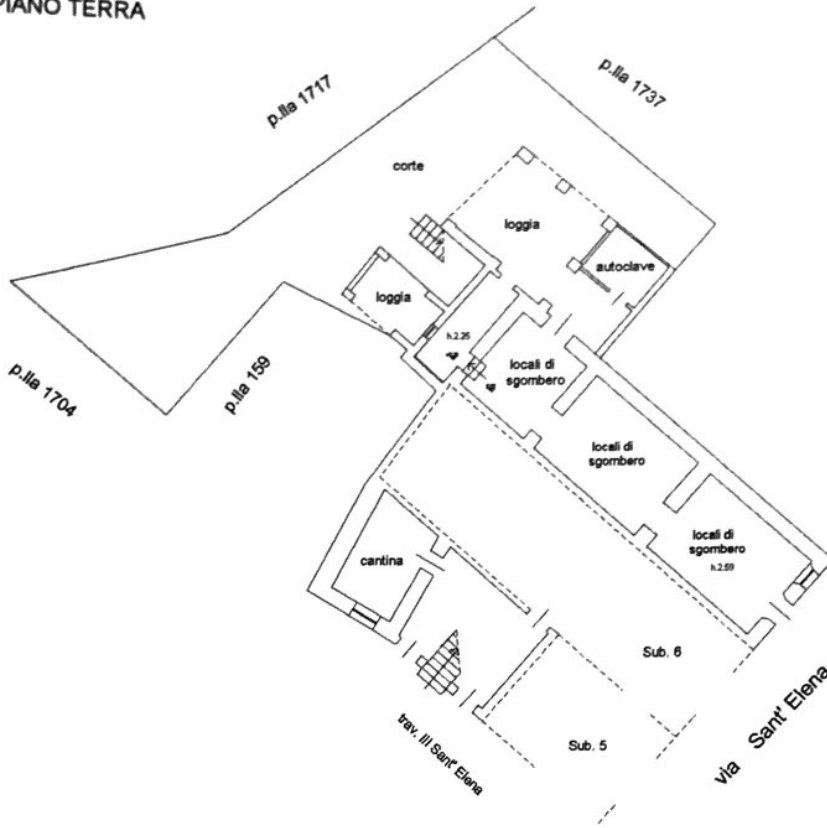 PIANO TERRA
p.lla 1717
p.lla 1737
corte
loggia
autoclave
loggia
h.2.25
p.lla 1704
p.lla 159
locali di
sgombero
locali di
sgombero
locali di
sgombero
h.2.59
cantina
Sub. 6
Sub. 5
trav. III Sant' Elena
via Sant' Elena